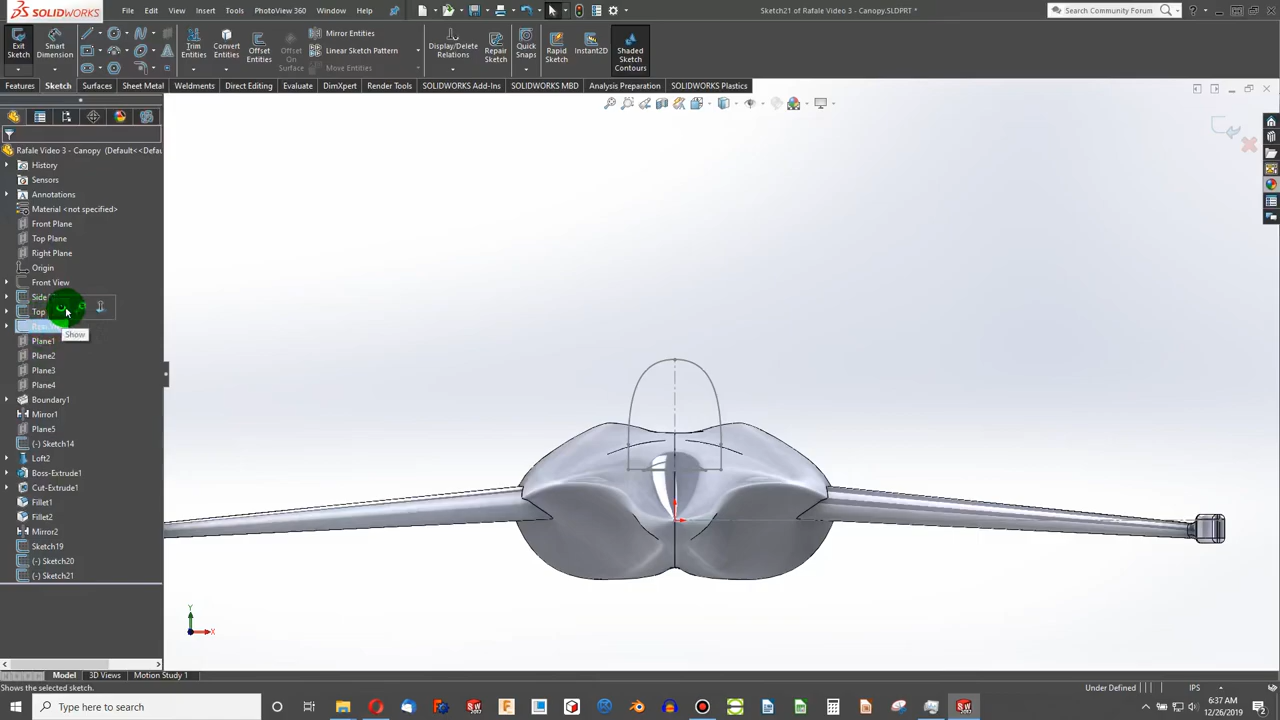 SOLIDWORKS
File Edit View Insert Tools PhotoView 360 Window Help
Sketch21 of Rafale Video 3 - Canopy.SLDPRT *
Search Community Forum
Exit Sketch
Smart Dimension
Trim Entities
Convert Entities
Offset Entities
Offset On Surface
Mirror Entities
Linear Sketch Pattern
Move Entities
Display/Delete Relations
Repair Sketch
Quick Snaps
Rapid Sketch
Instant2D
Shaded Sketch Contours
Features Sketch Surfaces Sheet Metal Weldments Direct Editing Evaluate DimXpert Render Tools SOLIDWORKS Add-Ins SOLIDWORKS MBD Analysis Preparation SOLIDWORKS Plastics
Rafale Video 3 - Canopy (Default<<Defau
History
Sensors
Annotations
Material <not specified>
Front Plane
Top Plane
Right Plane
Origin
Front View
Side
Top
Show
Plane1
Plane2
Plane3
Plane4
Boundary1
Mirror1
Plane5
(-) Sketch14
Loft2
Boss-Extrude1
Cut-Extrude1
Fillet1
Fillet2
Mirror2
Sketch19
(-) Sketch20
(-) Sketch21
Y
X
Model 3D Views Motion Study 1
Shows the selected sketch.
Under Defined
IPS
Type here to search
6:37 AM
12/26/2019